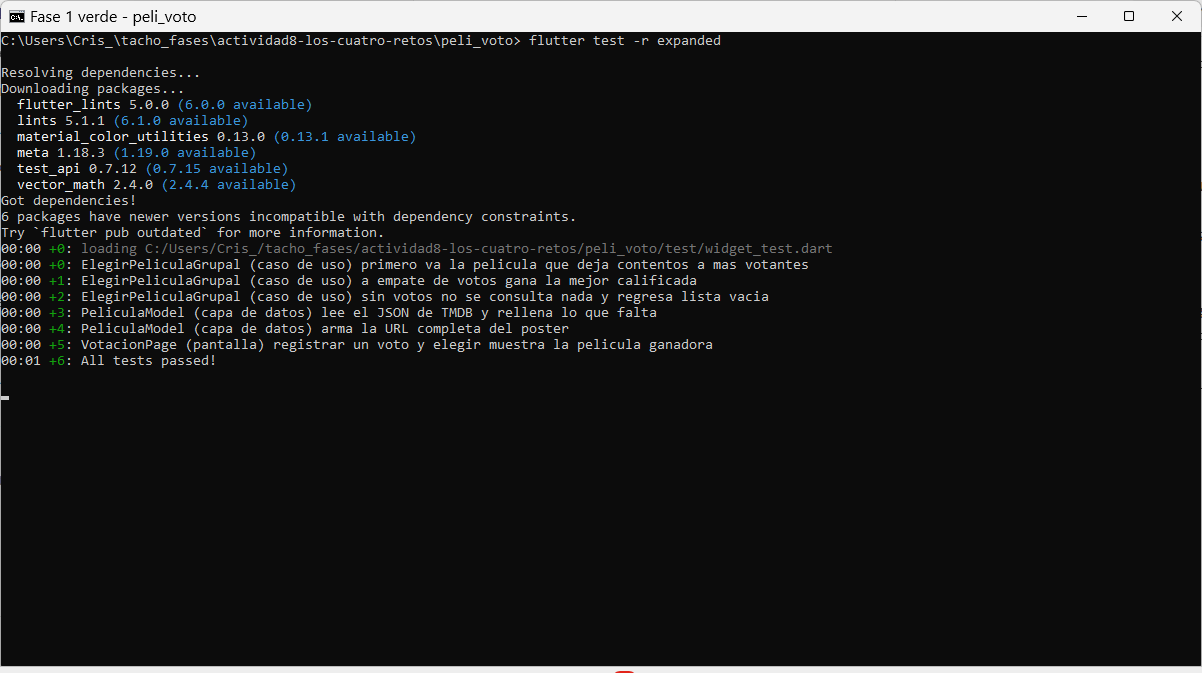 Fase 1 verde - peli_voto
C:\Users\Cris_\tacho_fases\actividad8-los-cuatro-retos\peli_voto> flutter test -r expanded
Resolving dependencies...
Downloading packages...
flutter_lints 5.0.0 (6.0.0 available)
lints 5.1.1 (6.1.0 available)
material_color_utilities 0.13.0 (0.13.1 available)
meta 1.18.3 (1.19.0 available)
test_api 0.7.12 (0.7.15 available)
vector_math 2.4.0 (2.4.4 available)
Got dependencies!
6 packages have newer versions incompatible with dependency constraints.
Try `flutter pub outdated` for more information.
00:00 +0: loading C:/Users/Cris_/tacho_fases/actividad8-los-cuatro-retos/peli_voto/test/widget_test.dart
00:00 +0: ElegirPeliculaGrupal (caso de uso) primero va la pelicula que deja contentos a mas votantes
00:00 +1: ElegirPeliculaGrupal (caso de uso) a empate de votos gana la mejor calificada
00:00 +2: ElegirPeliculaGrupal (caso de uso) sin votos no se consulta nada y regresa lista vacia
00:00 +3: PeliculaModel (capa de datos) lee el JSON de TMDB y rellena lo que falta
00:00 +4: PeliculaModel (capa de datos) arma la URL completa del poster
00:00 +5: VotacionPage (pantalla) registrar un voto y elegir muestra la pelicula ganadora
00:01 +6: All tests passed!